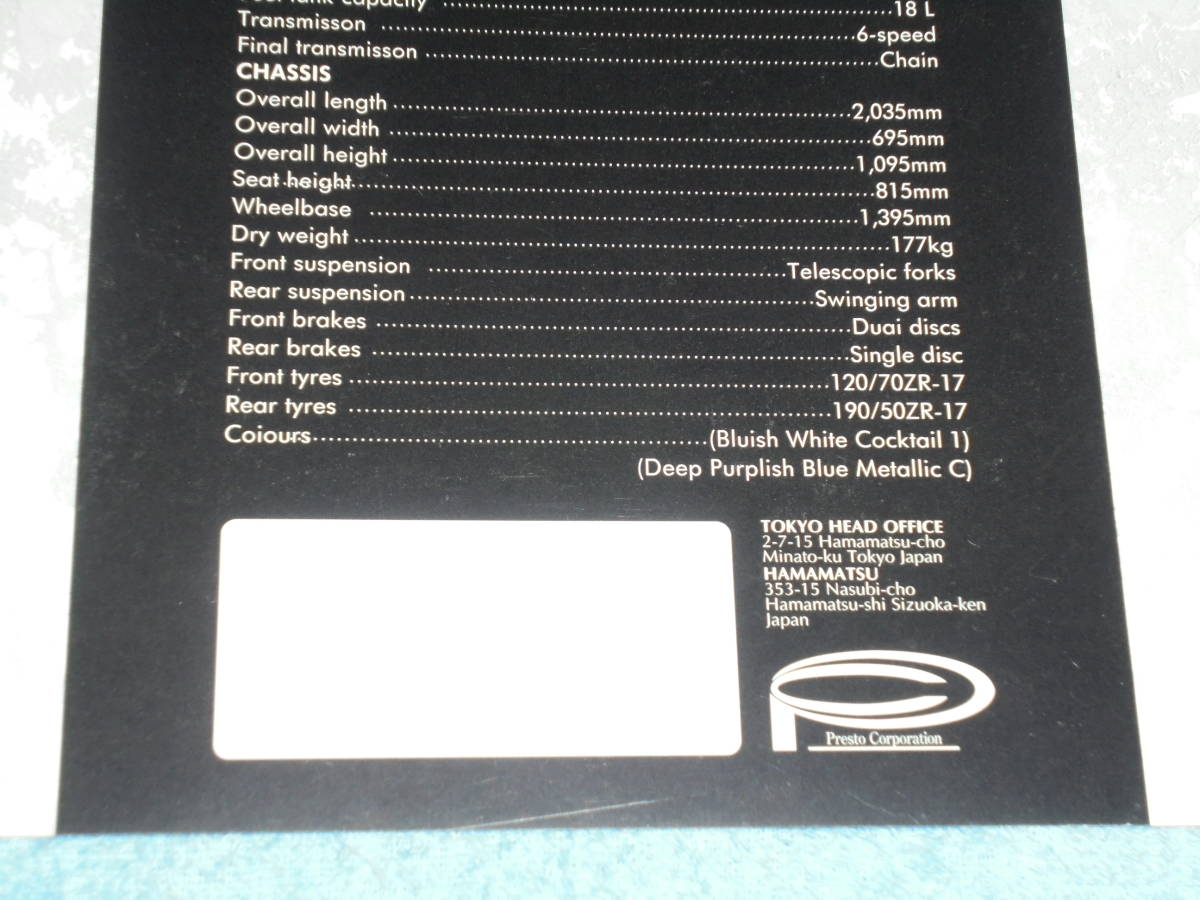 tank capacity 18 L
Transmisson 6-speed
Final transmisson Chain
CHASSIS
Overall length 2,035mm
Overall width 695mm
Overall height 1,095mm
Seat height 815mm
Wheelbase 1,395mm
Dry weight 177kg
Front suspension Telescopic forks
Rear suspension Swinging arm
Front brakes Duai discs
Rear brakes Single disc
Front tyres 120/70ZR-17
Rear tyres 190/50ZR-17
Coiours (Bluish White Cocktail 1)
(Deep Purplish Blue Metallic C)
TOKYO HEAD OFFICE
2-7-15 Hamamatsu-cho
Minato-ku Tokyo Japan
HAMAMATSU
353-15 Nasubi-cho
Hamamatsu-shi Sizuoka-ken
Japan
Presto Corporation